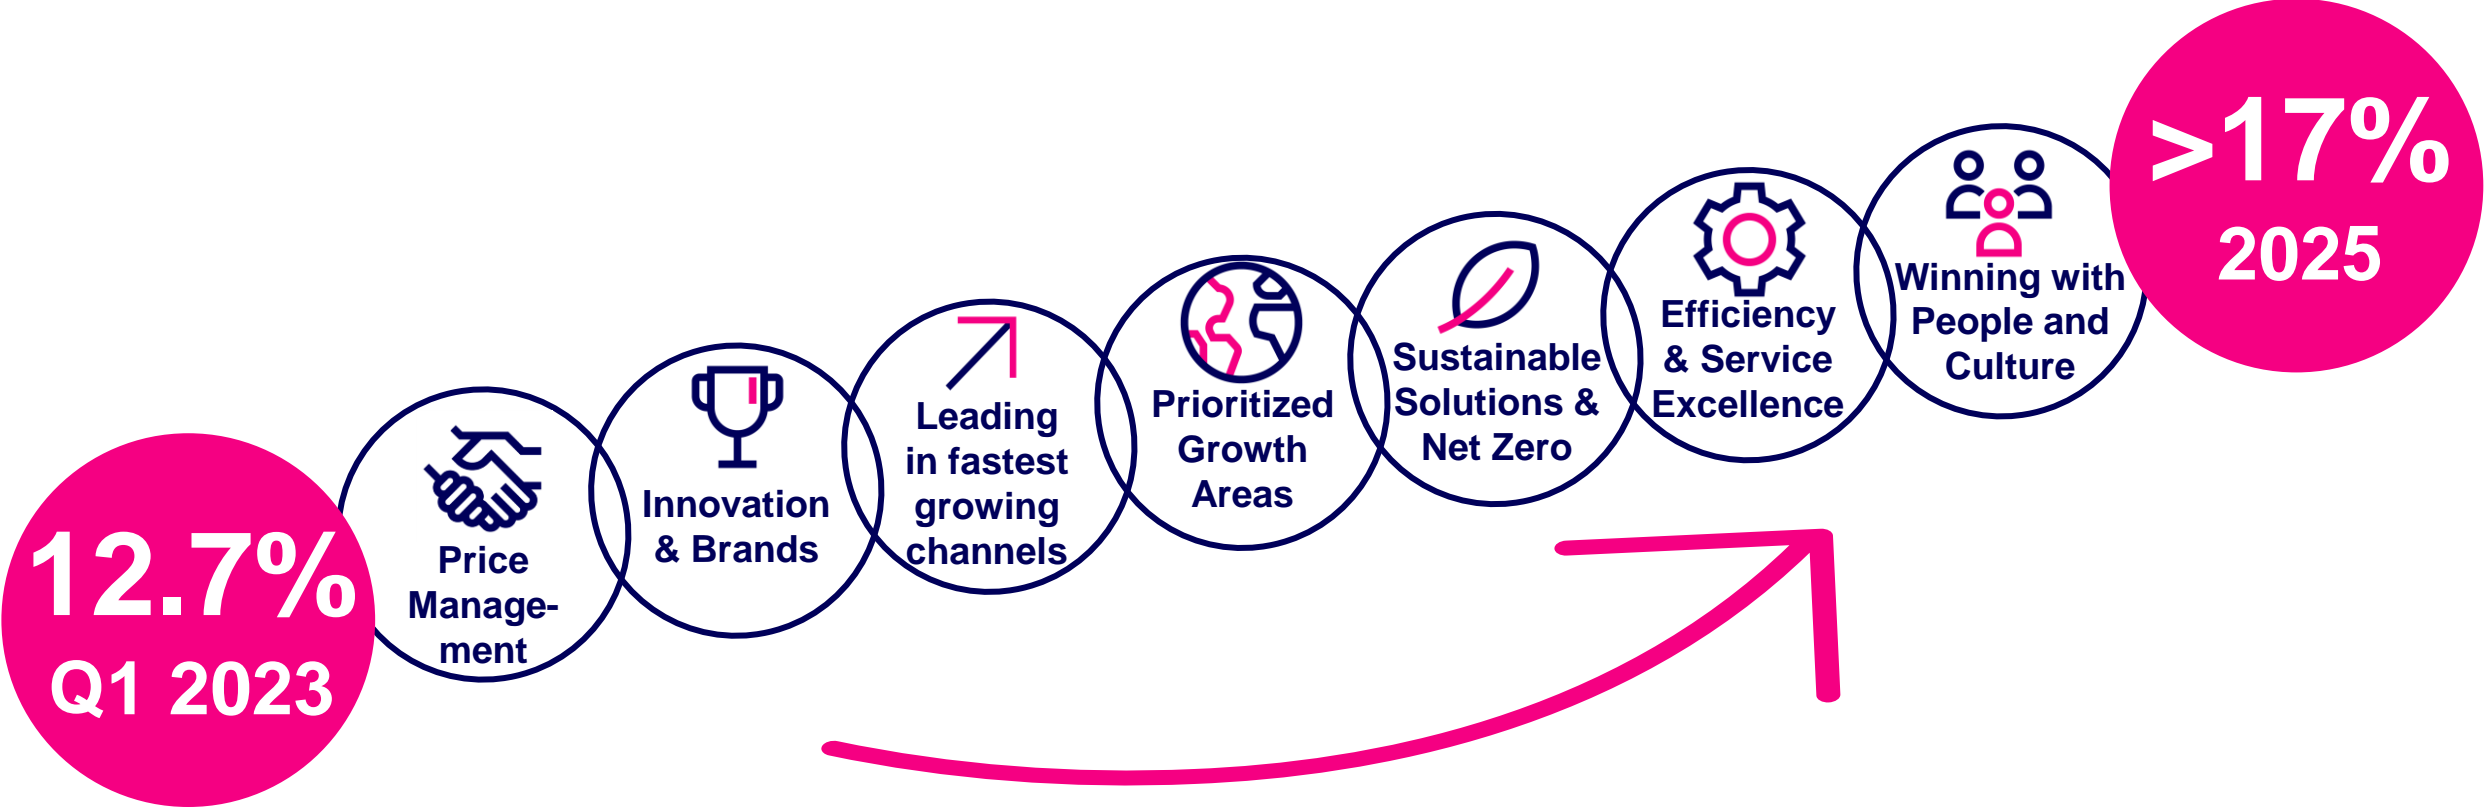 12.7%
Q1 2023
Price
Manage-
ment
Innovation
& Brands
Leading
in fastest
growing
channels
Prioritized
Growth
Areas
Sustainable
Solutions &
Net Zero
Efficiency
& Service
Excellence
Winning with
People and
Culture
>17%
2025